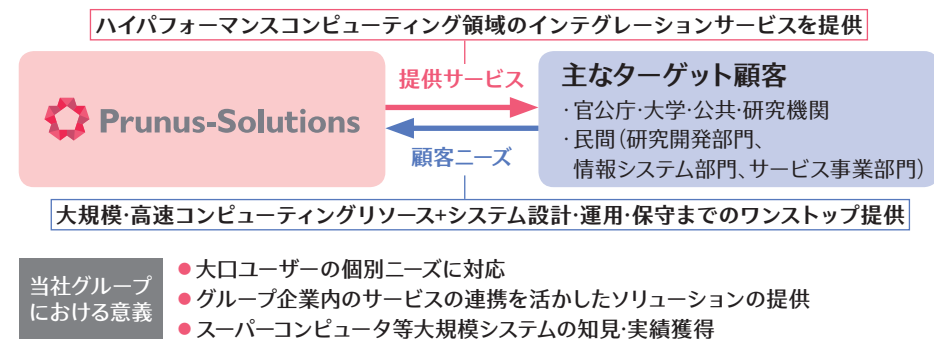 ハイパフォーマンスコンピューティング領域のインテグレーションサービスを提供
提供サービス
Prunus-Solutions
顧客ニーズ
主なターゲット顧客
・官公庁・大学・公共・研究機関
・民間（研究開発部門、
情報システム部門、サービス事業部門）
大規模・高速コンピューティングリソース+システム設計・運用・保守までのワンストップ提供
当社グループ
における意義
●大口ユーザーの個別ニーズに対応
●グループ企業内のサービスの連携を活かしたソリューションの提供
●スーパーコンピュータ等大規模システムの知見・実績獲得